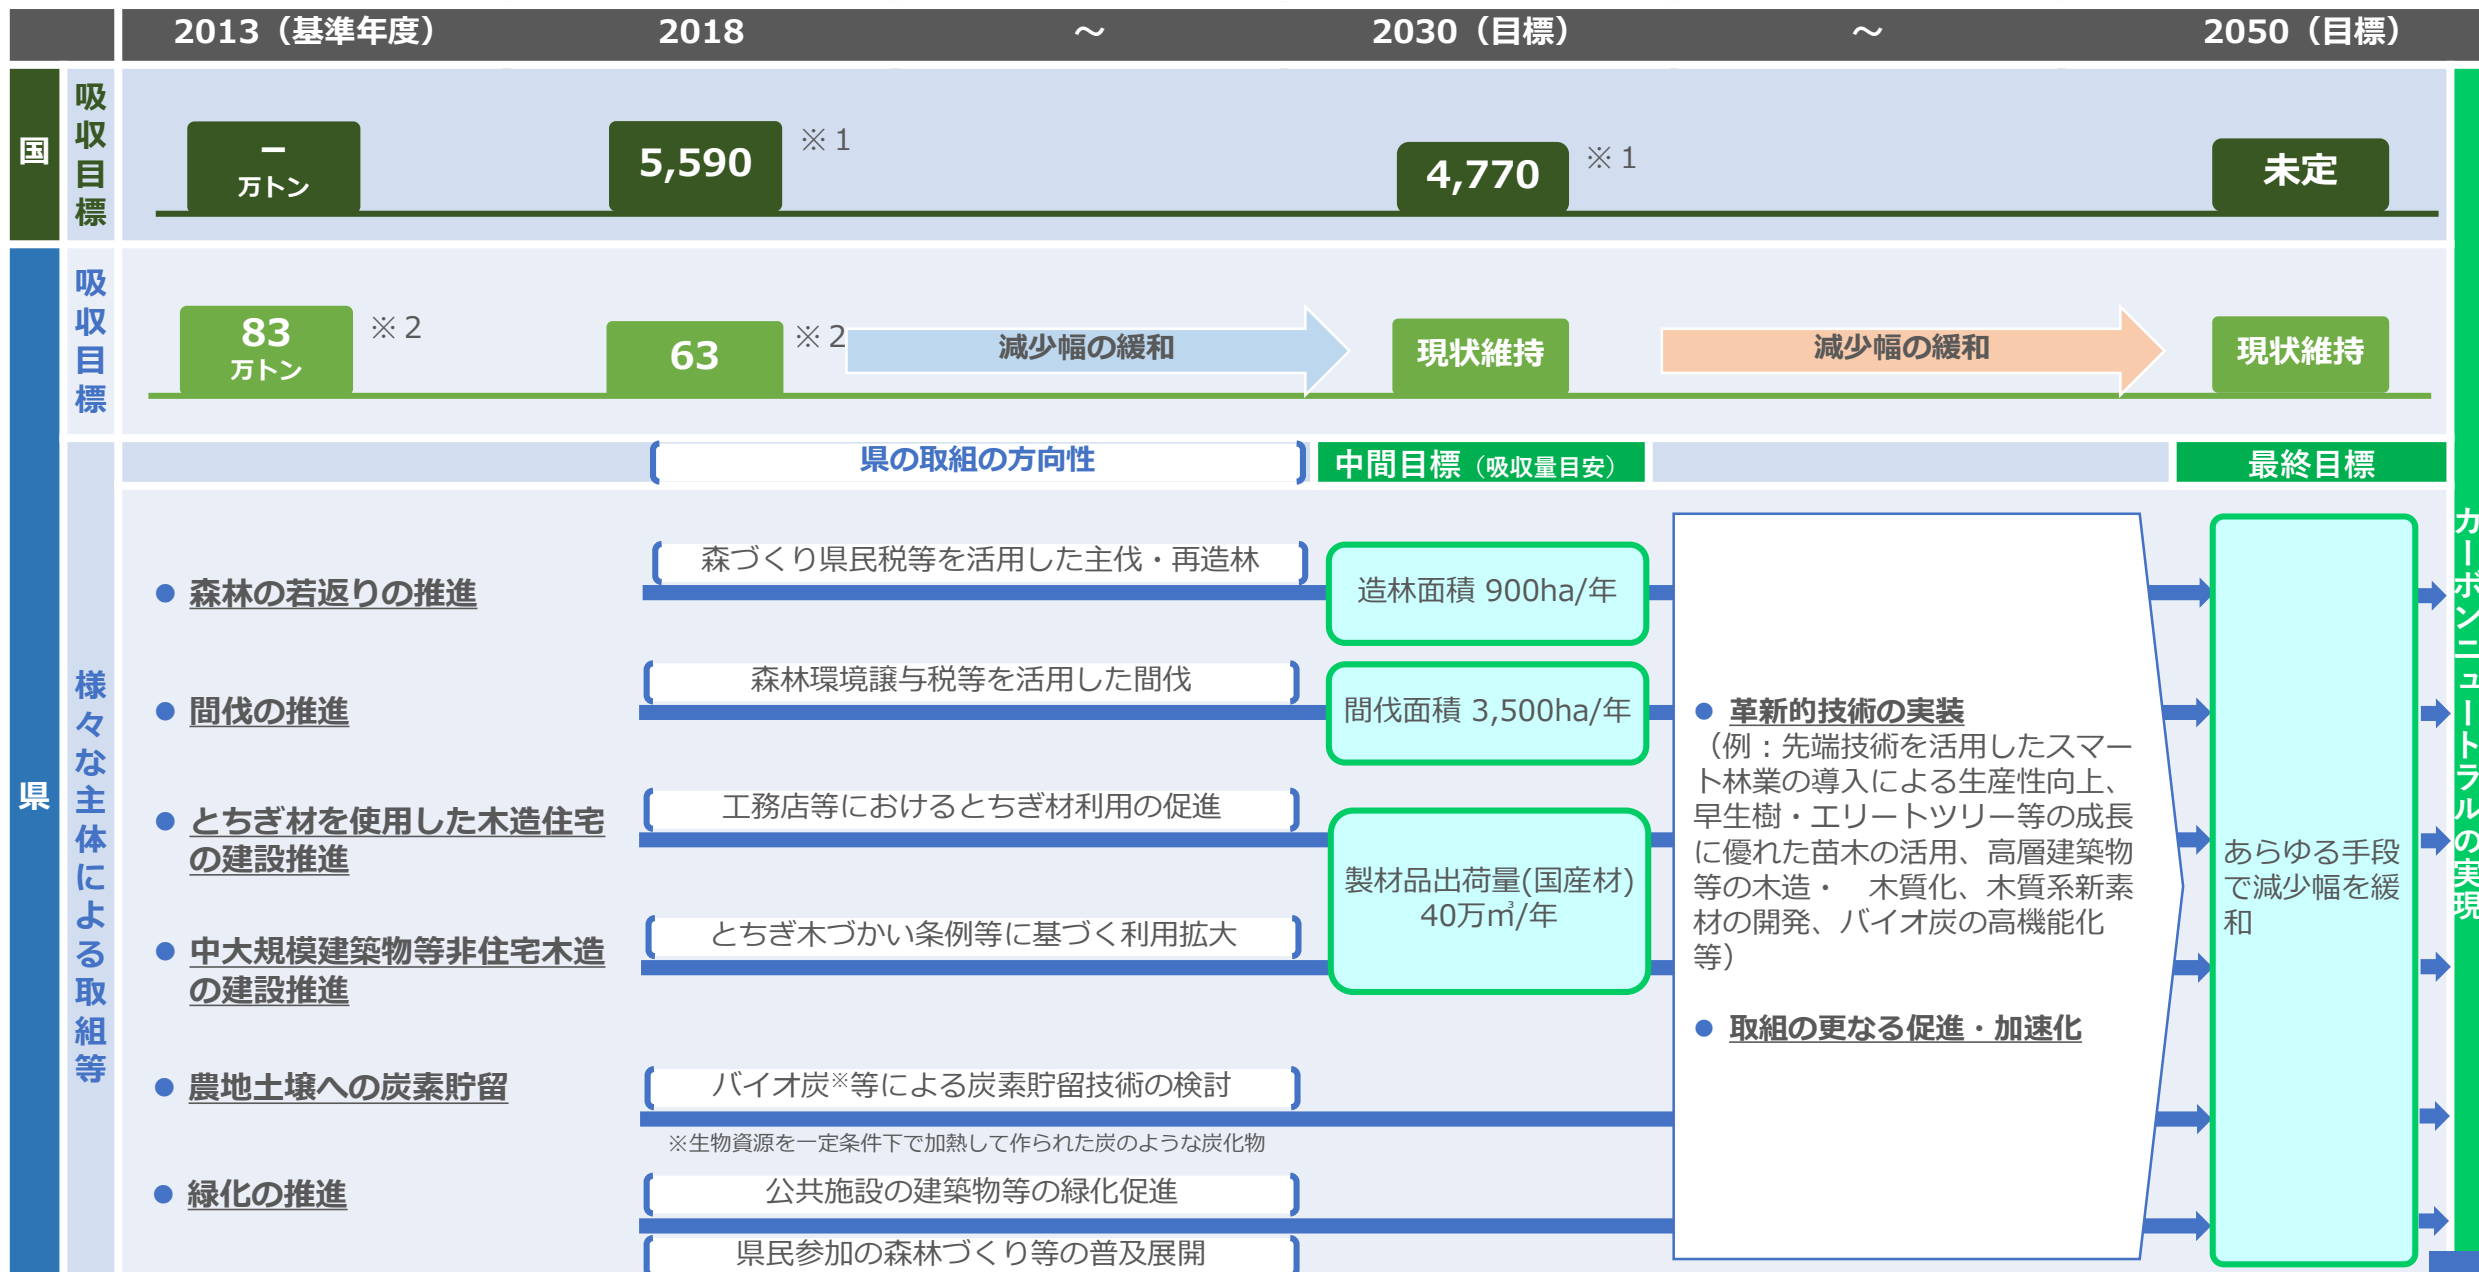 2013（基準年度）
2018
～
2030（目標）
～
2050（目標）
国
吸収目標
－
万トン
5,590
※１
4,770
※１
未定
県
吸収目標
83
万トン
※２
63
※２
減少幅の緩和
現状維持
減少幅の緩和
現状維持
様々な主体による取組等
県の取組の方向性
中間目標（吸収量目安）
最終目標
● 森林の若返りの推進
森づくり県民税等を活用した主伐・再造林
造林面積 900ha/年
● 間伐の推進
森林環境譲与税等を活用した間伐
間伐面積 3,500ha/年
● とちぎ材を使用した木造住宅
の建設推進
工務店等におけるとちぎ材利用の促進
製材品出荷量(国産材)
40万㎥/年
● 中大規模建築物等非住宅木造
の建設推進
とちぎ木づかい条例等に基づく利用拡大
● 農地土壌への炭素貯留
バイオ炭※等による炭素貯留技術の検討
※生物資源を一定条件下で加熱して作られた炭のような炭化物
● 緑化の推進
公共施設の建築物等の緑化促進
県民参加の森林づくり等の普及展開
● 革新的技術の実装
（例：先端技術を活用したスマー
ト林業の導入による生産性向上、
早生樹・エリートツリー等の成長
に優れた苗木の活用、高層建築物
等の木造・　木質化、木質系新素
材の開発、バイオ炭の高機能化
等）
● 取組の更なる促進・加速化
あらゆる手段
で減少幅を緩
和
カーボンニュートラルの実現